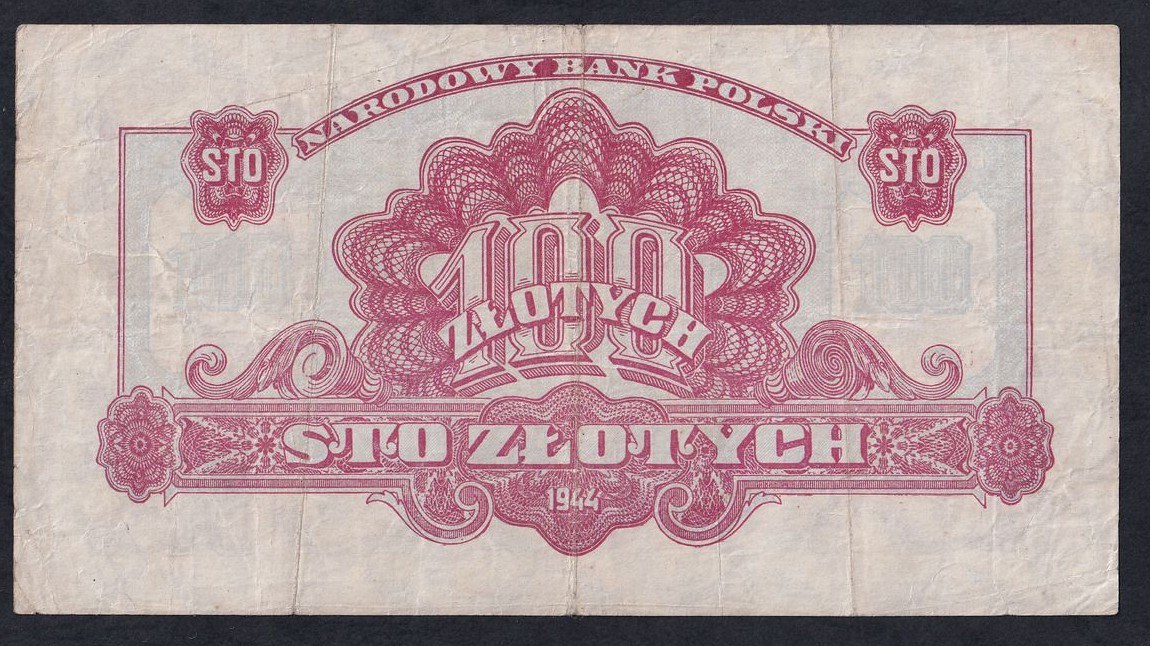 NARODOWY BANK POLSKI
STO
STO
100
ZŁOTYCH
STO ZŁOTYCH
1944